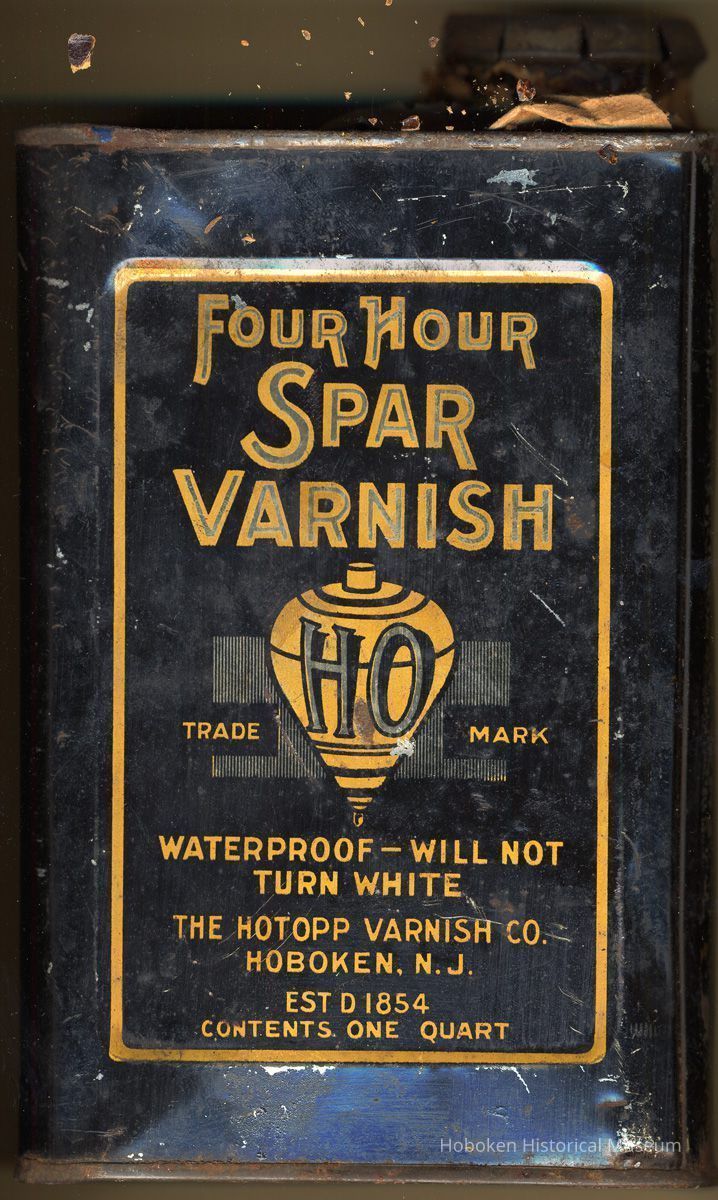 FOUR HOUR
SPAR
VARNISH
HO
TRADE MARK
WATERPROOF – WILL NOT
TURN WHITE
THE HOTOPP VARNISH CO.
HOBOKEN, N.J.
EST D 1854
CONTENTS. ONE QUART
Hoboken Historical Museum